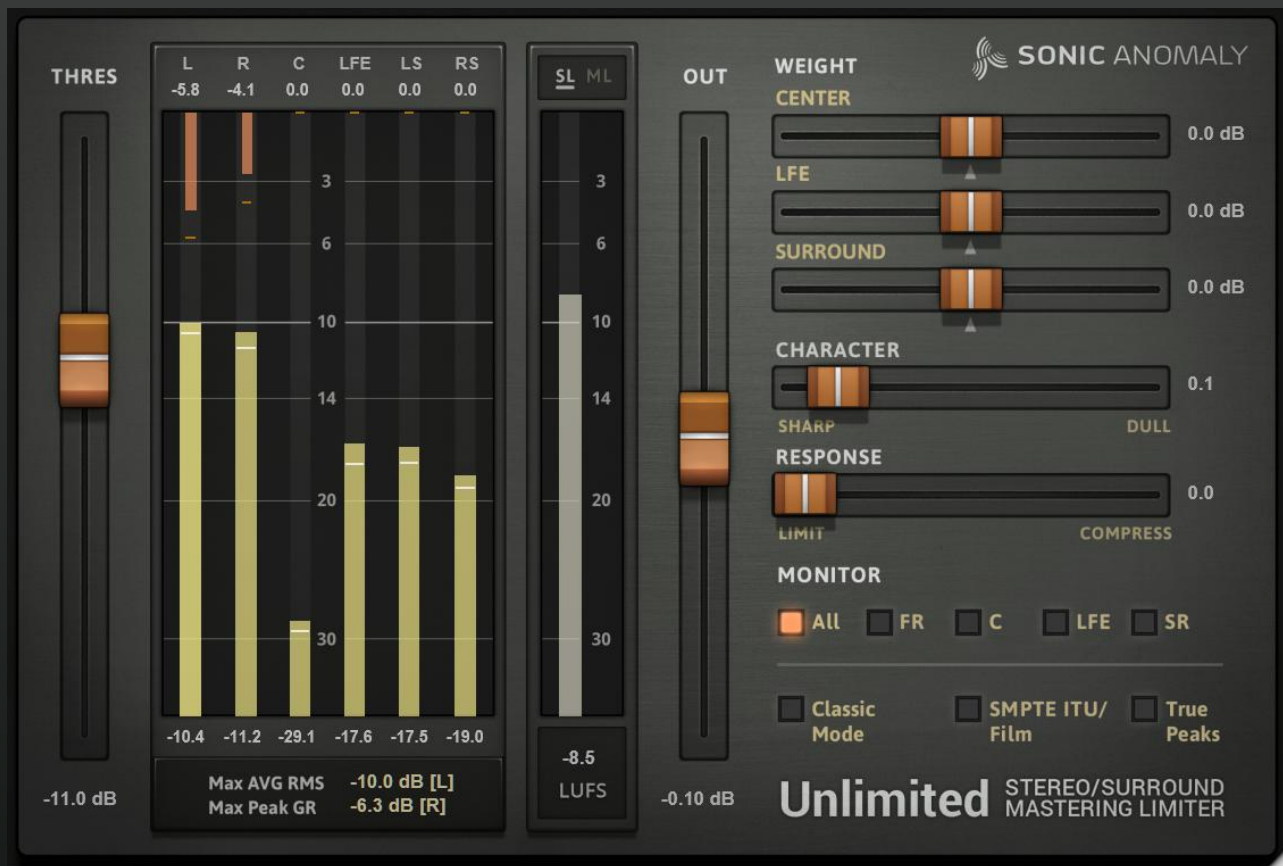 SONIC ANOMALY
THRES
L R C LFE LS RS
-5.8 -4.1 0.0 0.0 0.0 0.0
3
6
10
14
20
30
-10.4 -11.2 -29.1 -17.6 -17.5 -19.0
Max AVG RMS -10.0 dB [L]
Max Peak GR -6.3 dB [R]
-11.0 dB
SL ML
3
6
10
14
20
30
-8.5
LUFS
OUT
-0.10 dB
WEIGHT
CENTER
0.0 dB
LFE
0.0 dB
SURROUND
0.0 dB
CHARACTER
0.1
SHARP DULL
RESPONSE
0.0
LIMIT COMPRESS
MONITOR
All FR C LFE SR
Classic
Mode
SMPTE ITU/
Film
True
Peaks
Unlimited
STEREO/SURROUND
MASTERING LIMITER